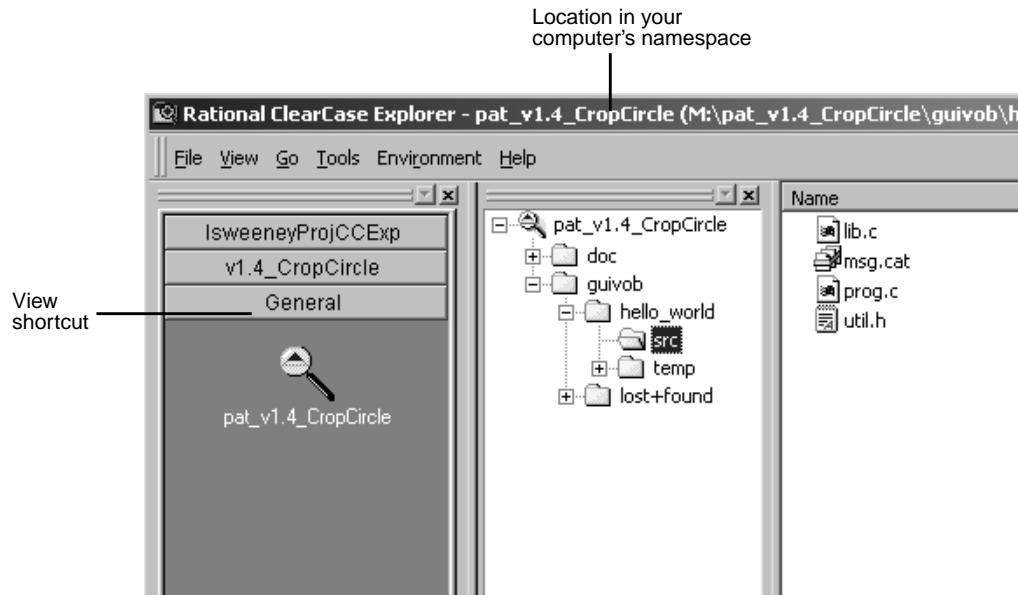 Location in your
computer's namespace
Rational ClearCase Explorer - pat_v1.4_CropCircle (M:\pat_v1.4_CropCircle\guivob\h
File View Go Tools Environment Help
IsweeneyProjCCExp
v1.4_CropCircle
General
View
shortcut
pat_v1.4_CropCircle
pat_v1.4_CropCircle
doc
guivob
hello_world
src
temp
lost+found
Name
lib.c
msg.cat
prog.c
util.h